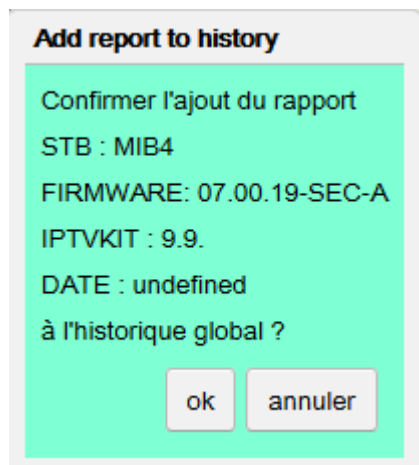 Add report to history
Confirmer l'ajout du rapport
STB : MIB4
FIRMWARE: 07.00.19-SEC-A
IPTVKIT : 9.9.
DATE : undefined
à l'historique global ?
ok annuler